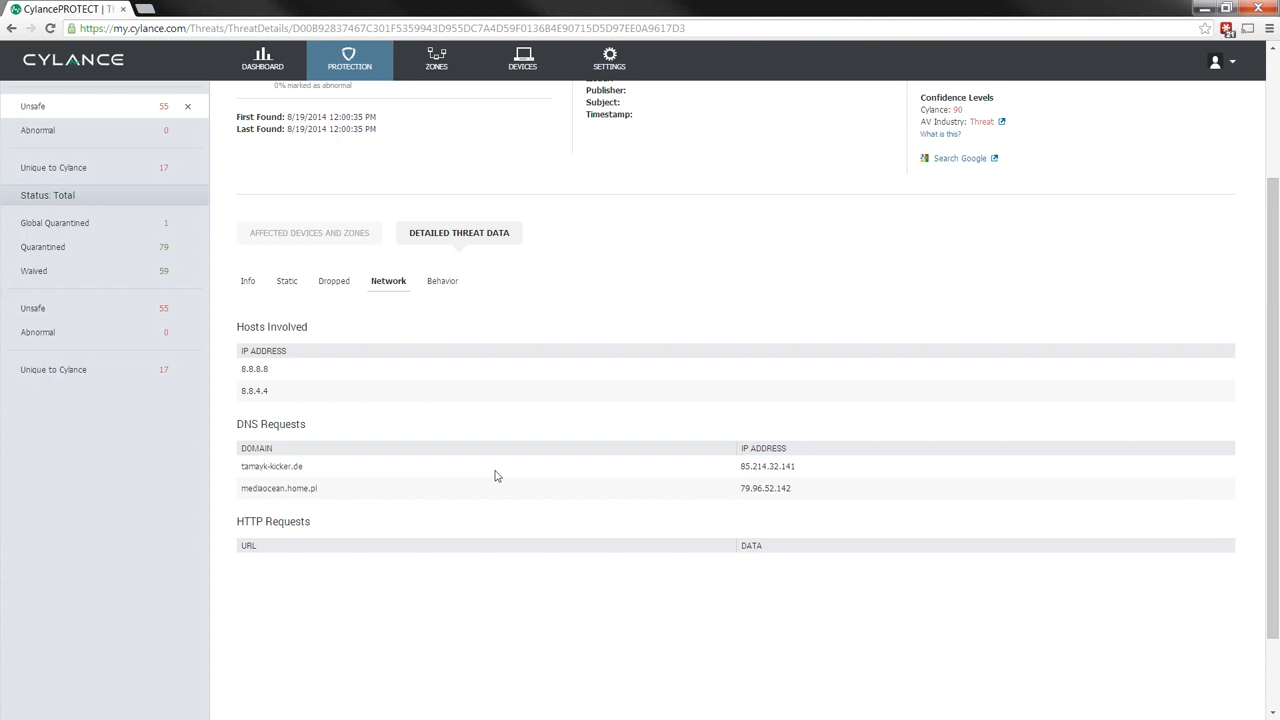 CylancePROTECT | Tl
https://my.cylance.com/Threats/ThreatDetails/D00B92837467C301F5359943D955DC7A4D59F0136B4E90715D5D97EE0A9617D3
21
CYLANCE
DASHBOARD
PROTECTION
ZONES
DEVICES
SETTINGS
Unsafe 55
Abnormal 0
Unique to Cylance 17
Status: Total
Global Quarantined 1
Quarantined 79
Waived 59
Unsafe 55
Abnormal 0
Unique to Cylance 17
0% marked as abnormal
First Found: 8/19/2014 12:00:35 PM
Last Found: 8/19/2014 12:00:35 PM
Publisher:
Subject:
Timestamp:
Confidence Levels
Cylance: 90
AV Industry: Threat
What is this?
Search Google
AFFECTED DEVICES AND ZONES
DETAILED THREAT DATA
Info Static Dropped Network Behavior
Hosts Involved
IP ADDRESS
8.8.8.8
8.8.4.4
DNS Requests
DOMAIN IP ADDRESS
tamayk-kicker.de 85.214.32.141
mediaocean.home.pl 79.96.52.142
HTTP Requests
URL DATA